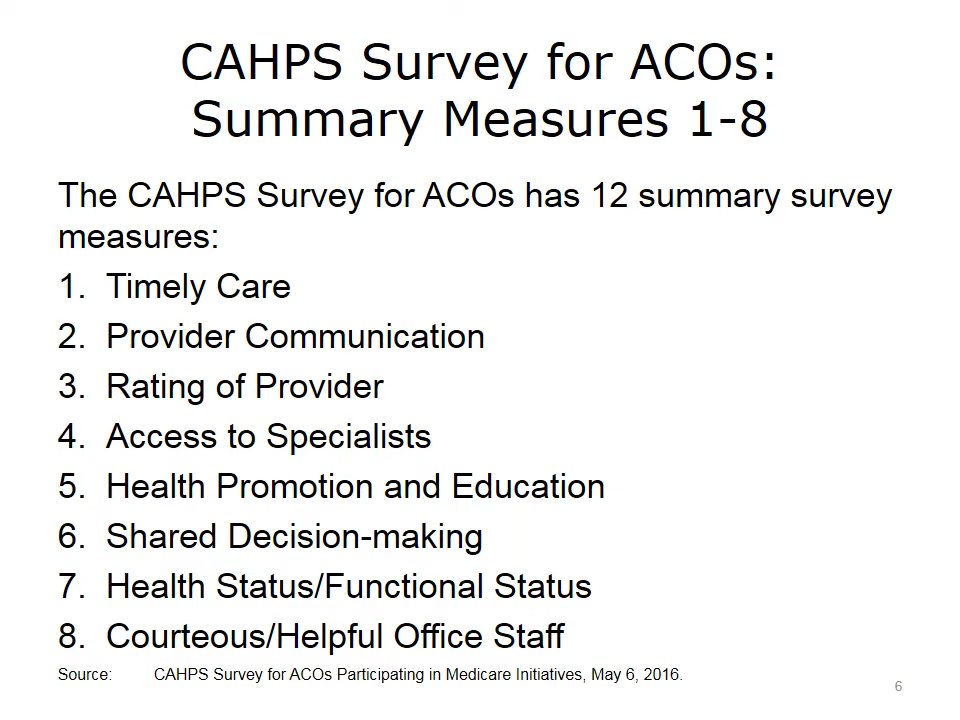 CAHPS Survey for ACOs:
Summary Measures 1-8
The CAHPS Survey for ACOs has 12 summary survey
measures:
1. Timely Care
2. Provider Communication
3. Rating of Provider
4. Access to Specialists
5. Health Promotion and Education
6. Shared Decision-making
7. Health Status/Functional Status
8. Courteous/Helpful Office Staff
Source: CAHPS Survey for ACOs Participating in Medicare Initiatives, May 6, 2016.
6